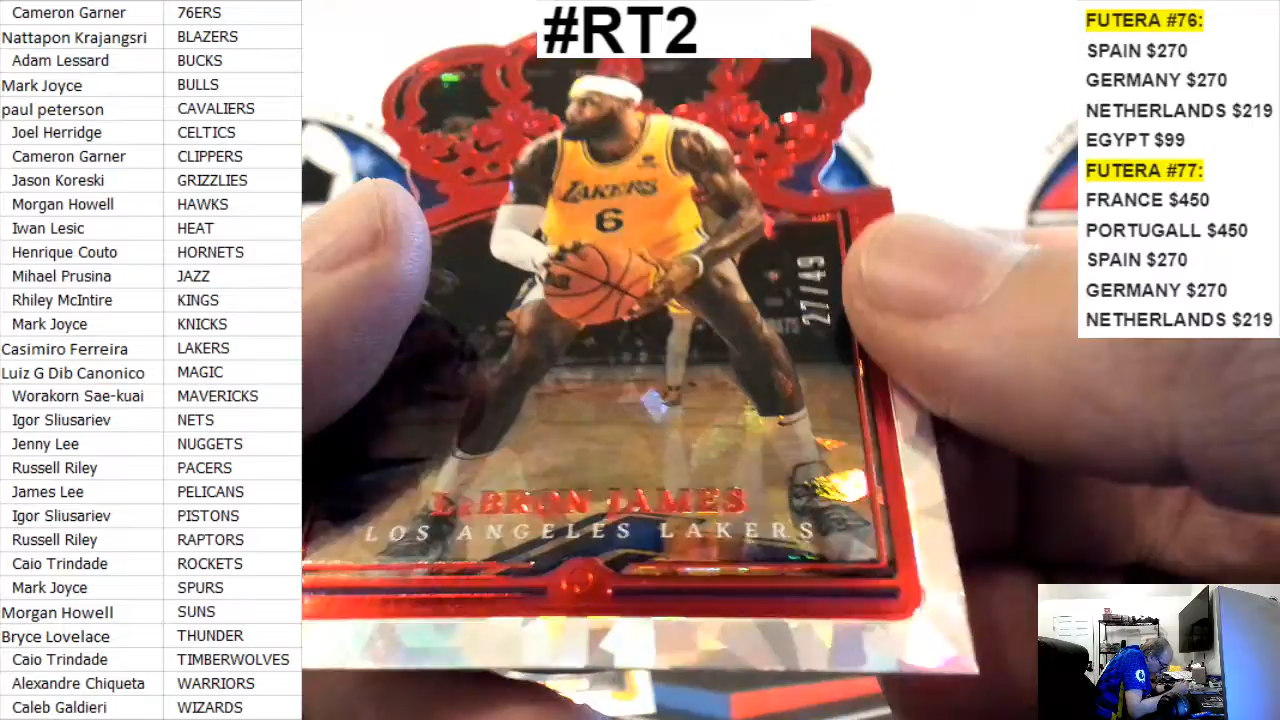 #RT2
Cameron Garner 76ERS
Nattapon Krajangsri BLAZERS
Adam Lessard BUCKS
Mark Joyce BULLS
paul peterson CAVALIERS
Joel Herridge CELTICS
Cameron Garner CLIPPERS
Jason Koreski GRIZZLIES
Morgan Howell HAWKS
Iwan Lesic HEAT
Henrique Couto HORNETS
Mihael Prusina JAZZ
Rhiley McIntire KINGS
Mark Joyce KNICKS
Casimiro Ferreira LAKERS
Luiz G Dib Canonico MAGIC
Worakorn Sae-kuai MAVERICKS
Igor Sliusariev NETS
Jenny Lee NUGGETS
Russell Riley PACERS
James Lee PELICANS
Igor Sliusariev PISTONS
Russell Riley RAPTORS
Caio Trindade ROCKETS
Mark Joyce SPURS
Morgan Howell SUNS
Bryce Lovelace THUNDER
Caio Trindade TIMBERWOLVES
Alexandre Chiqueta WARRIORS
Caleb Galdieri WIZARDS
LAKERS
6
27/49
LeBRON JAMES
LOS ANGELES LAKERS
FUTERA #76:
SPAIN $270
GERMANY $270
NETHERLANDS $219
EGYPT $99
FUTERA #77:
FRANCE $450
PORTUGALL $450
SPAIN $270
GERMANY $270
NETHERLANDS $219